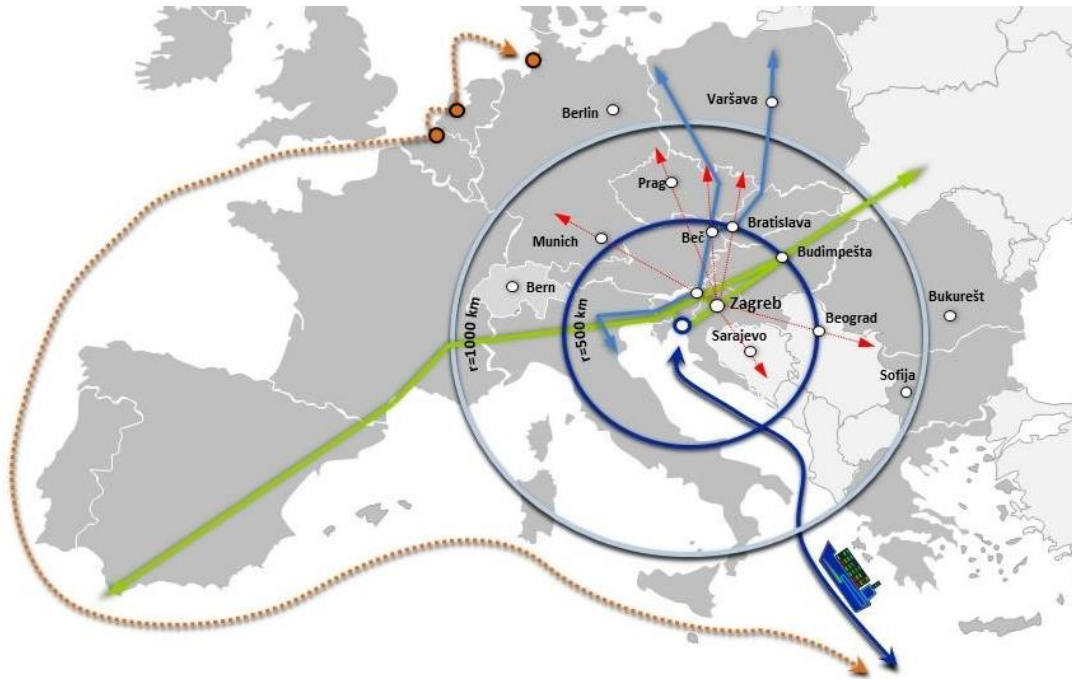 Berlin
Varšava
Prag
Bratislava
Beč
Munich
Budimpešta
Bern
Zagreb
Bukurešt
r=1000 km
r=500 km
Beograd
Sarajevo
Sofija